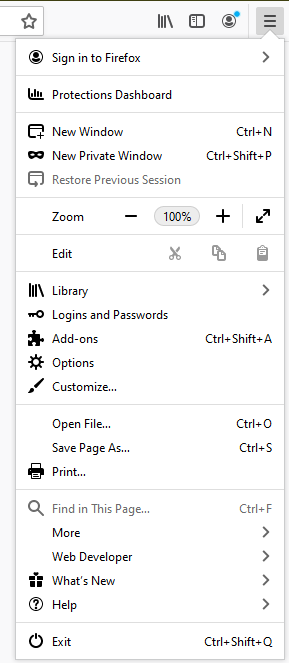 Sign in to Firefox
Protections Dashboard
New Window Ctrl+N
New Private Window Ctrl+Shift+P
Restore Previous Session
Zoom 100%
Edit
Library
Logins and Passwords
Add-ons Ctrl+Shift+A
Options
Customize...
Open File... Ctrl+O
Save Page As... Ctrl+S
Print...
Find in This Page... Ctrl+F
More
Web Developer
What's New
Help
Exit Ctrl+Shift+Q